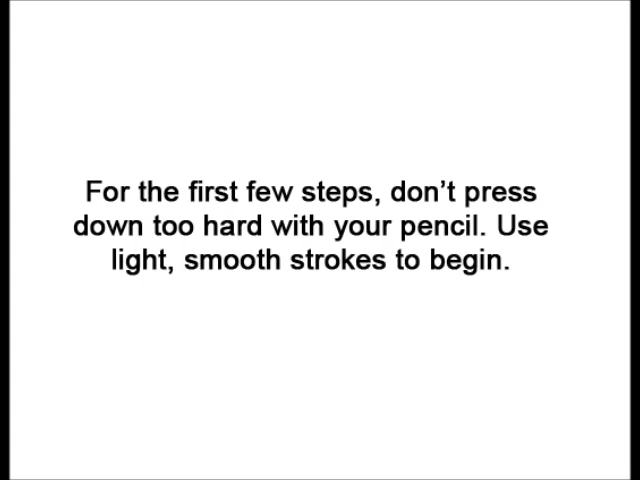 For the first few steps, don’t press
down too hard with your pencil. Use
light, smooth strokes to begin.